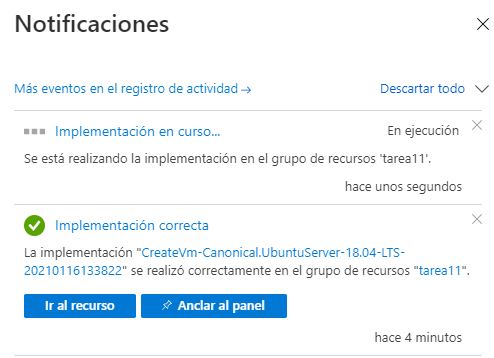 Notificaciones
Más eventos en el registro de actividad → Descartar todo
Implementación en curso... En ejecución
Se está realizando la implementación en el grupo de recursos 'tarea11'.
hace unos segundos
Implementación correcta
La implementación "CreateVm-Canonical.UbuntuServer-18.04-LTS-
20210116133822" se realizó correctamente en el grupo de recursos "tarea11".
Ir al recurso Anclar al panel
hace 4 minutos